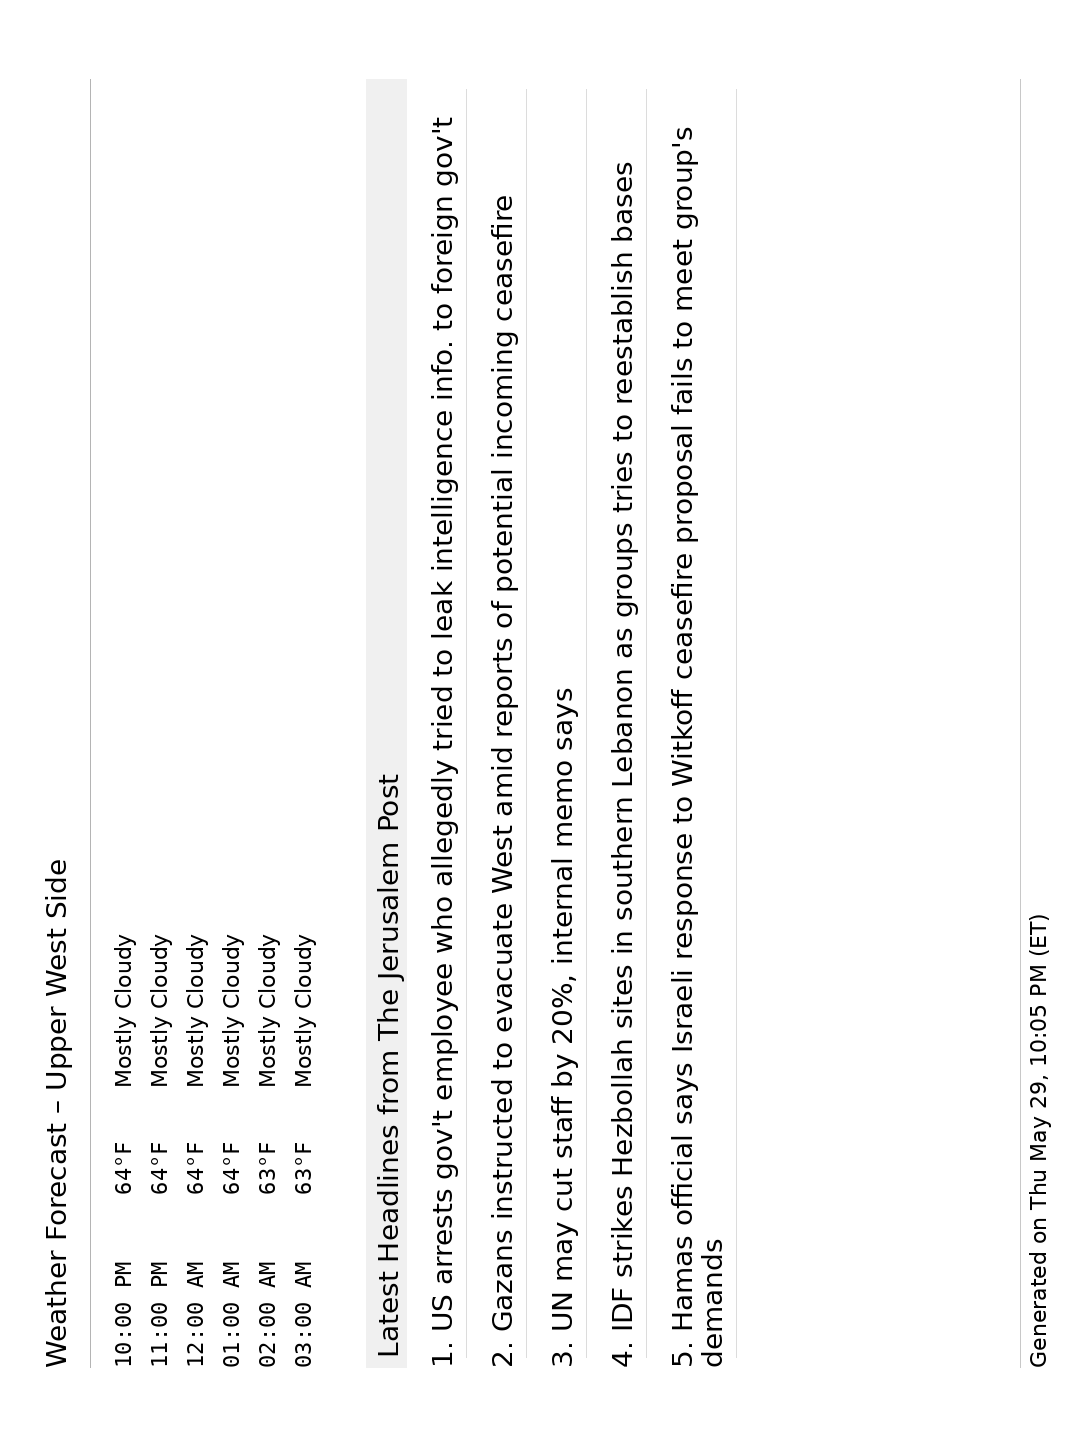 Weather Forecast – Upper West Side
10:00 PM 64°F Mostly Cloudy
11:00 PM 64°F Mostly Cloudy
12:00 AM 64°F Mostly Cloudy
01:00 AM 64°F Mostly Cloudy
02:00 AM 63°F Mostly Cloudy
03:00 AM 63°F Mostly Cloudy
Latest Headlines from The Jerusalem Post
1. US arrests gov't employee who allegedly tried to leak intelligence info. to foreign gov't
2. Gazans instructed to evacuate West amid reports of potential incoming ceasefire
3. UN may cut staff by 20%, internal memo says
4. IDF strikes Hezbollah sites in southern Lebanon as groups tries to reestablish bases
5. Hamas official says Israeli response to Witkoff ceasefire proposal fails to meet group's
demands
Generated on Thu May 29, 10:05 PM (ET)